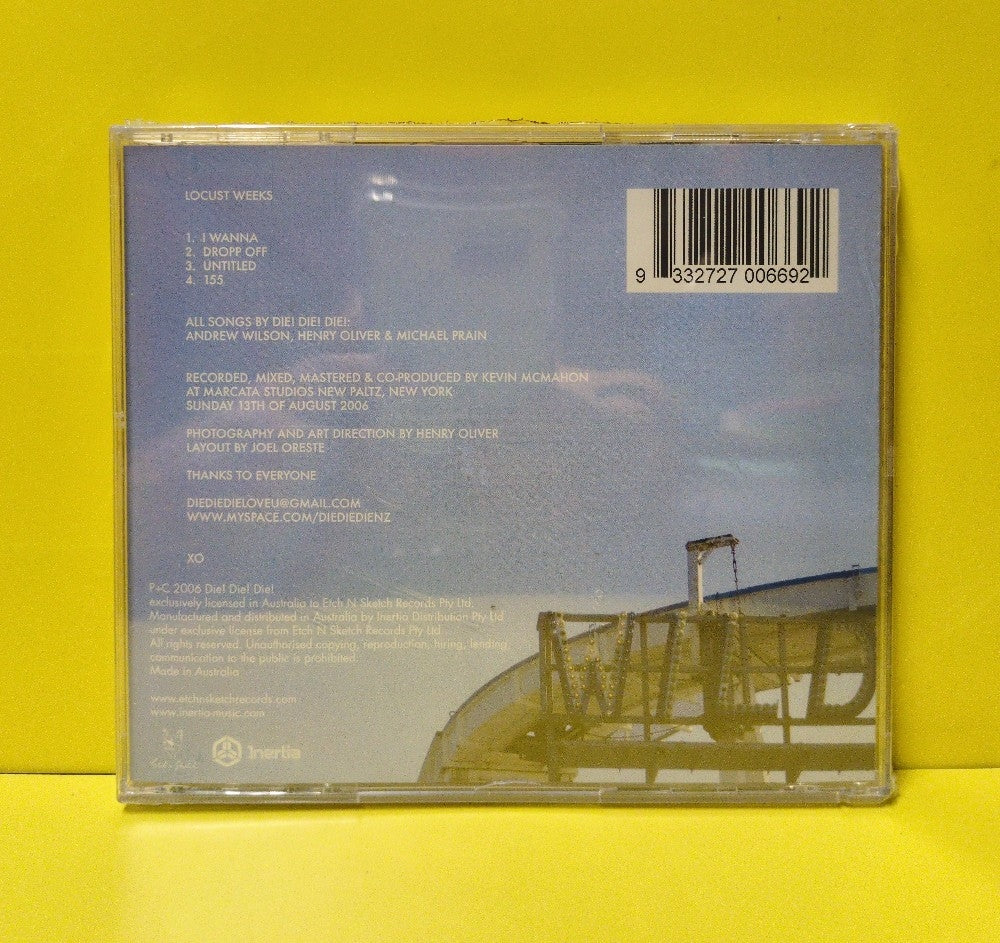 LOCUST WEEKS
1. I WANNA
2. DROPP OFF
3. UNTITLED
4. 155
ALL SONGS BY DIE! DIE! DIE!:
ANDREW WILSON, HENRY OLIVER & MICHAEL PRAIN
RECORDED, MIXED, MASTERED & CO-PRODUCED BY KEVIN MCMAHON
AT MARCATA STUDIOS NEW PALTZ, NEW YORK
SUNDAY 13TH OF AUGUST 2006
PHOTOGRAPHY AND ART DIRECTION BY HENRY OLIVER
LAYOUT BY JOEL ORESTE
THANKS TO EVERYONE
DIEDIEDIELOVEU@GMAIL.COM
WWW.MYSPACE.COM/DIEDIEDIENZ
XO
P+C 2006 Die! Die! Die!
exclusively licensed in Australia to Etch N Sketch Records Pty Ltd.
Manufactured and distributed in Australia by Inertia Distribution Pty Ltd
under exclusive license from Etch N Sketch Records Pty Ltd.
All rights reserved. Unauthorised copying, reproduction, hiring, lending,
communication to the public is prohibited.
Made in Australia
www.etchnsketchrecords.com
www.inertia-music.com
Inertia
9 332727 006692
WILD